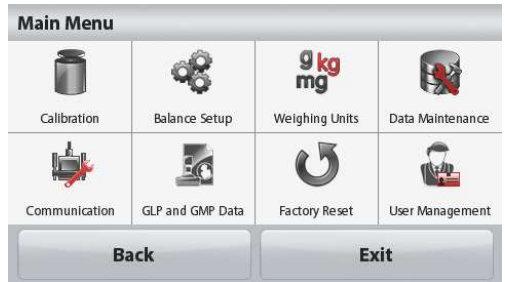 Main Menu
g kg
mg
Calibration
Balance Setup
Weighing Units
Data Maintenance
Communication
GLP and GMP Data
Factory Reset
User Management
Back
Exit